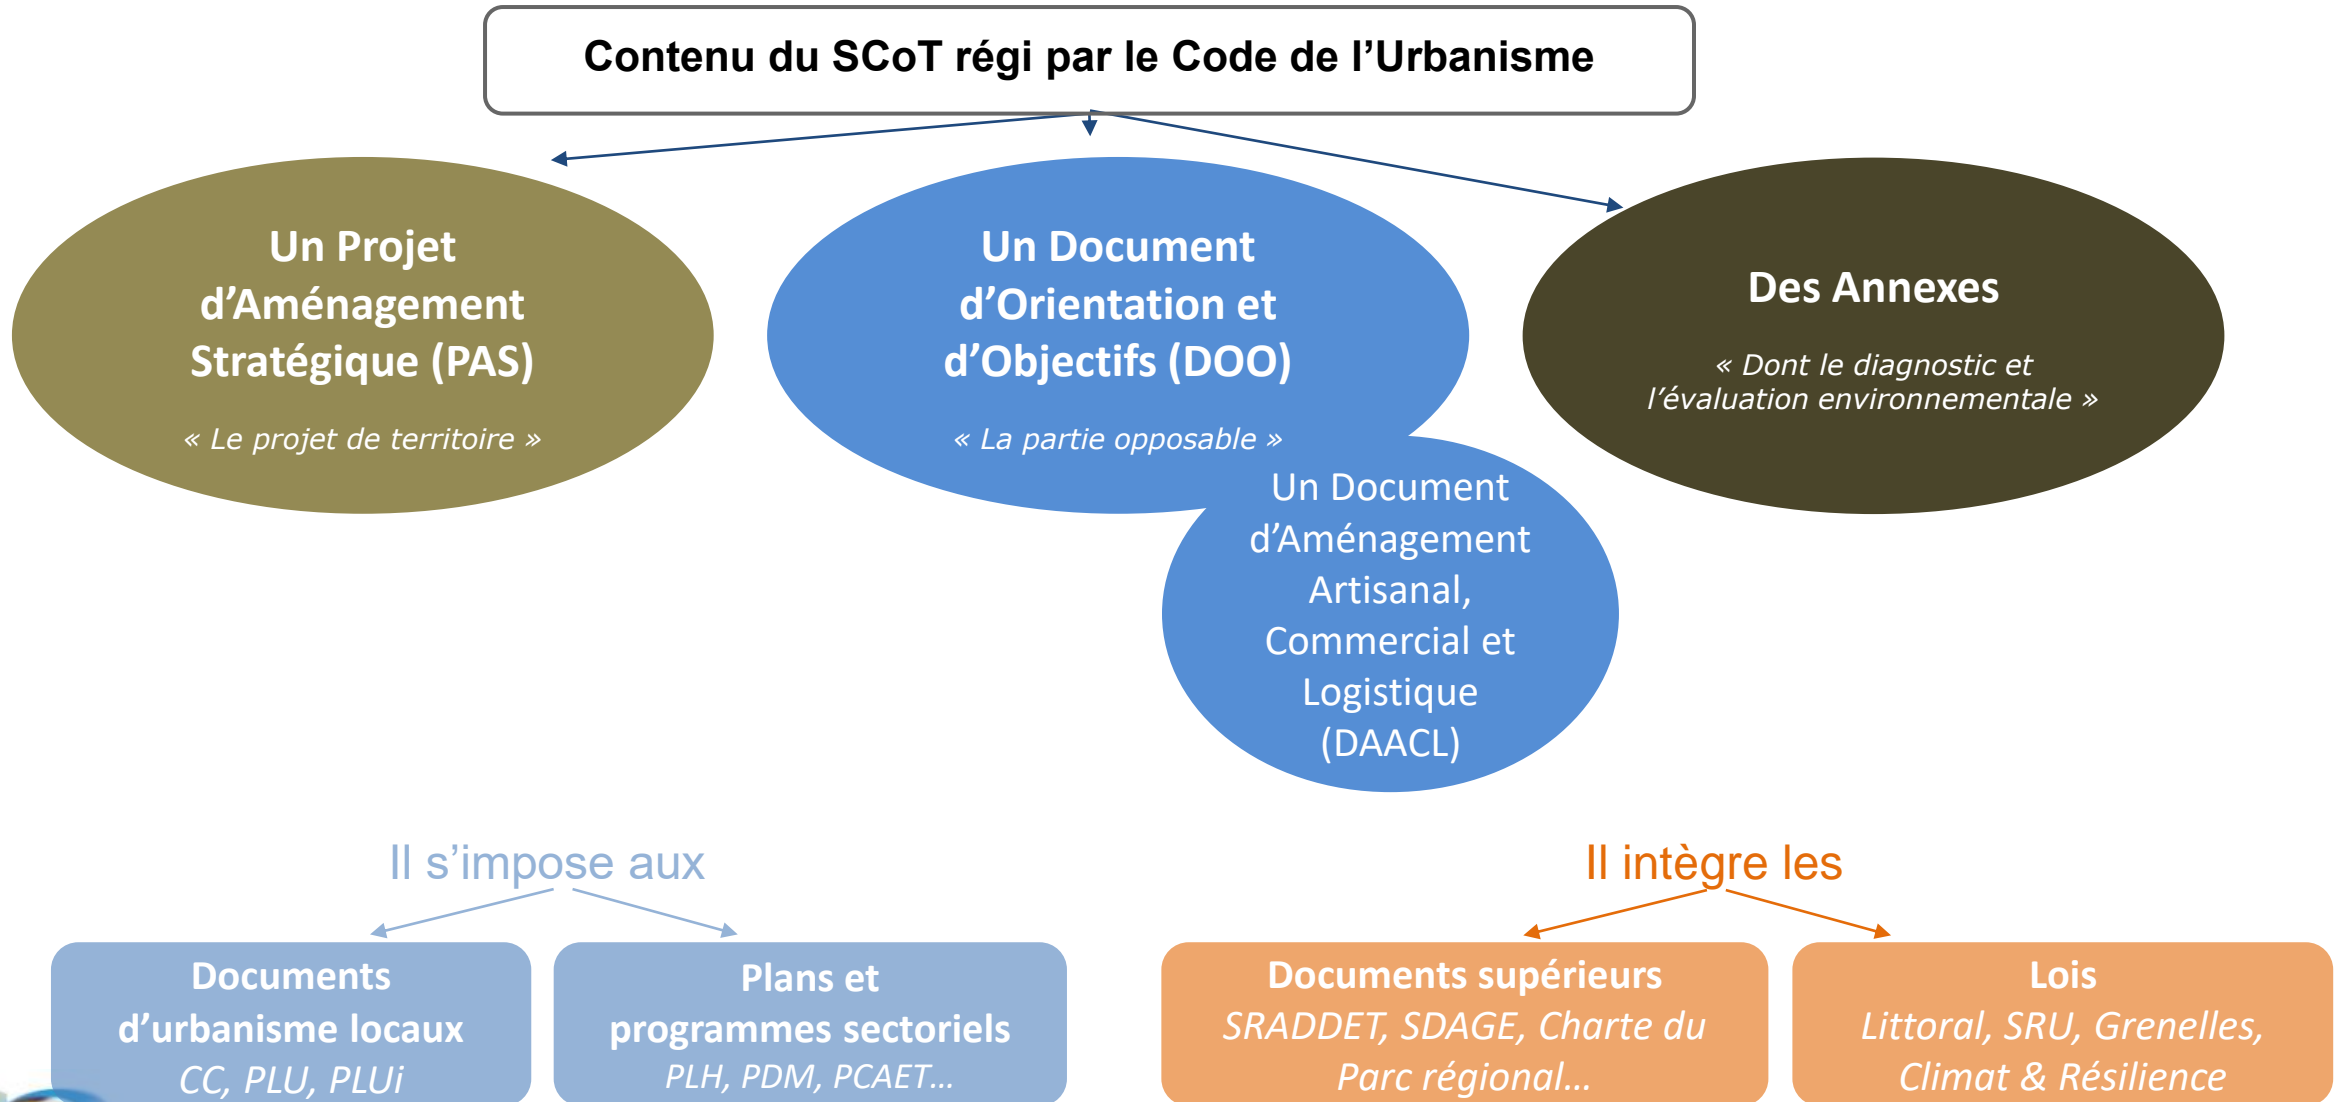 Contenu du SCoT régi par le Code de l’Urbanisme
Un Projet
d’Aménagement
Stratégique (PAS)
« Le projet de territoire »
Un Document
d’Orientation et
d’Objectifs (DOO)
« La partie opposable »
Des Annexes
« Dont le diagnostic et
l’évaluation environnementale »
Un Document
d’Aménagement
Artisanal,
Commercial et
Logistique
(DAACL)
Il s’impose aux
Documents
d’urbanisme locaux
CC, PLU, PLUi
Plans et
programmes sectoriels
PLH, PDM, PCAET…
Il intègre les
Documents supérieurs
SRADDET, SDAGE, Charte du
Parc régional…
Lois
Littoral, SRU, Grenelles,
Climat & Résilience